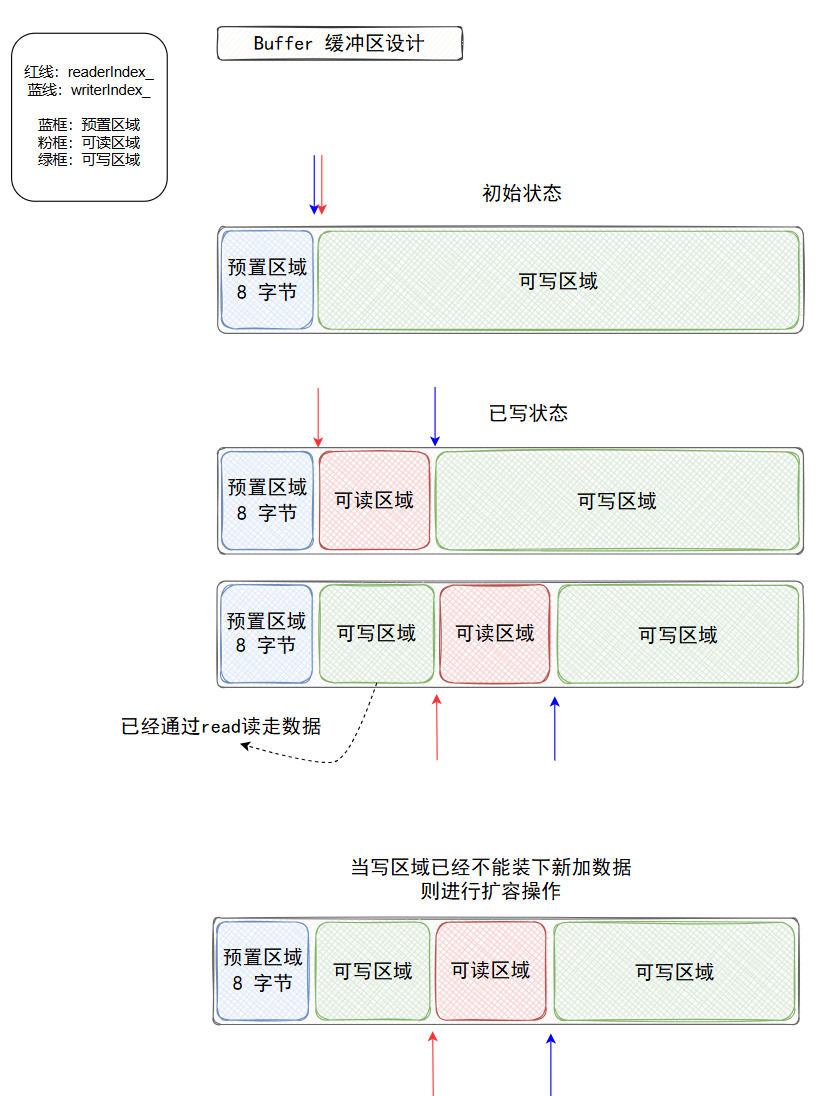 Buffer 缓冲区设计
红线：readerIndex_
蓝线：writerIndex_
蓝框：预置区域
粉框：可读区域
绿框：可写区域
初始状态
预置区域
8 字节
可写区域
已写状态
预置区域
8 字节
可读区域
可写区域
预置区域
8 字节
可写区域
可读区域
可写区域
已经通过read读走数据
当写区域已经不能装下新加数据
则进行扩容操作
预置区域
8 字节
可写区域
可读区域
可写区域